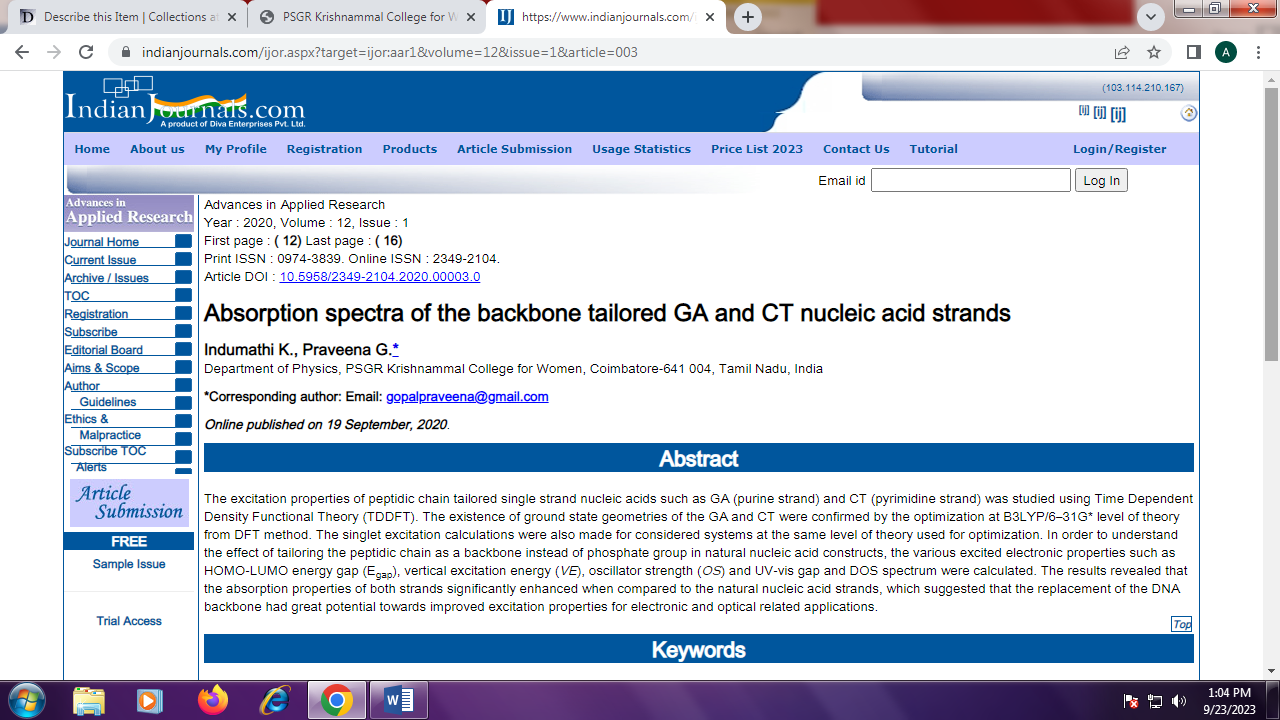 Describe this Item | Collections at
PSGR Krishnammal College for W
https://www.indianjournals.com/
indianjournals.com/ijor.aspx?target=ijor:aar1&volume=12&issue=1&article=003
A
IndianJournals.com
A product of Diva Enterprises Pvt. Ltd.
(103.114.210.167)
[ij] [ij] [ij]
Home About us My Profile Registration Products Article Submission Usage Statistics Price List 2023 Contact Us Tutorial Login/Register
Email id Log In
Advances in
Applied Research
Journal Home
Current Issue
Archive / Issues
TOC
Registration
Subscribe
Editorial Board
Aims & Scope
Author
Guidelines
Ethics &
Malpractice
Subscribe TOC
Alerts
Article
Submission
FREE
Sample Issue
Trial Access
Advances in Applied Research
Year : 2020, Volume : 12, Issue : 1
First page : ( 12) Last page : ( 16)
Print ISSN : 0974-3839. Online ISSN : 2349-2104.
Article DOI : 10.5958/2349-2104.2020.00003.0
Absorption spectra of the backbone tailored GA and CT nucleic acid strands
Indumathi K., Praveena G.*
Department of Physics, PSGR Krishnammal College for Women, Coimbatore-641 004, Tamil Nadu, India
*Corresponding author: Email: gopalpraveena@gmail.com
Online published on 19 September, 2020.
Abstract
The excitation properties of peptidic chain tailored single strand nucleic acids such as GA (purine strand) and CT (pyrimidine strand) was studied using Time Dependent
Density Functional Theory (TDDFT). The existence of ground state geometries of the GA and CT were confirmed by the optimization at B3LYP/6–31G* level of theory
from DFT method. The singlet excitation calculations were also made for considered systems at the same level of theory used for optimization. In order to understand
the effect of tailoring the peptidic chain as a backbone instead of phosphate group in natural nucleic acid constructs, the various excited electronic properties such as
HOMO-LUMO energy gap (Egap), vertical excitation energy (VE), oscillator strength (OS) and UV-vis gap and DOS spectrum were calculated. The results revealed that
the absorption properties of both strands significantly enhanced when compared to the natural nucleic acid strands, which suggested that the replacement of the DNA
backbone had great potential towards improved excitation properties for electronic and optical related applications.
Top
Keywords
1:04 PM
9/23/2023